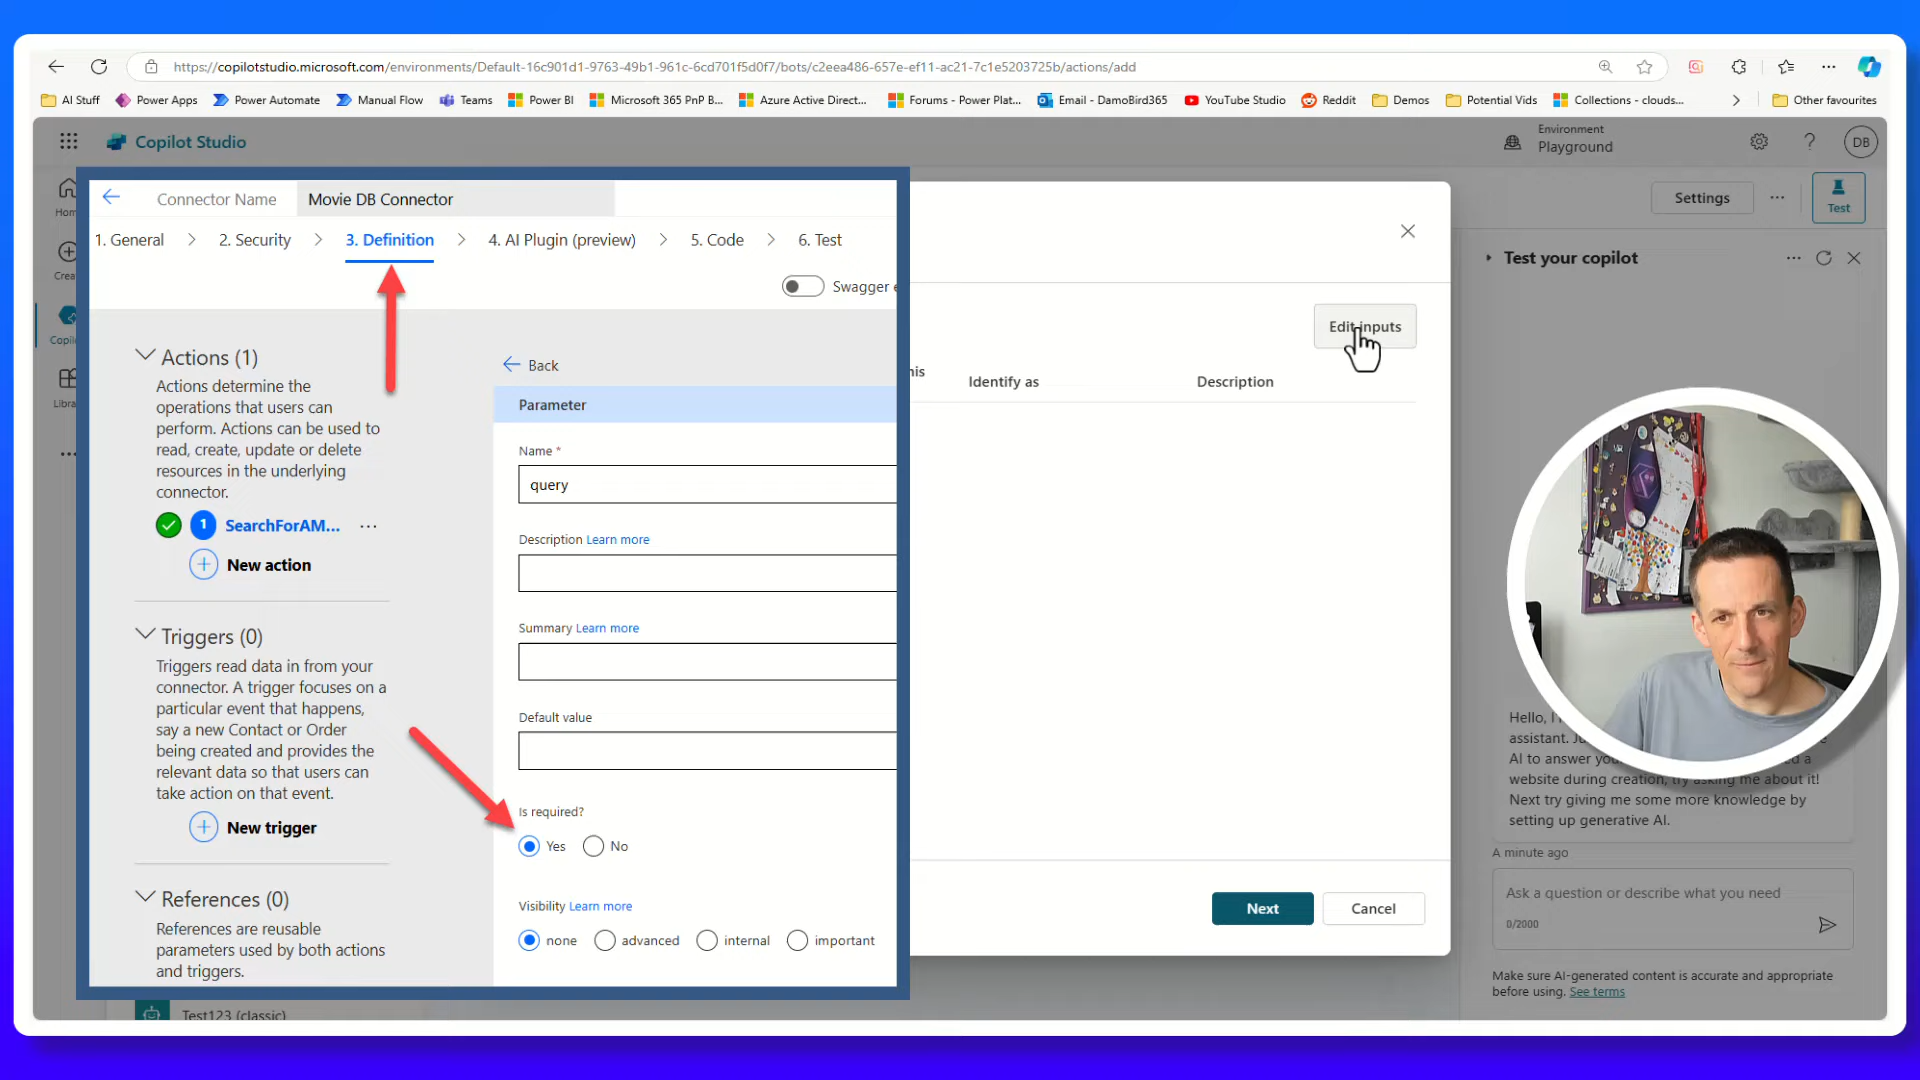 https://copilotstudio.microsoft.com/environments/Default-16c901d1-9763-49b1-961c-6cd701f5d0f7/bots/c2eea486-657e-ef11-ac21-7c1e5203725b/actions/add
AI Stuff
Power Apps
Power Automate
Manual Flow
Teams
Power BI
Microsoft 365 PnP B...
Azure Active Direct...
Forums - Power Plat...
Email - DamoBird365
YouTube Studio
Reddit
Demos
Potential Vids
Collections - clouds...
Other favourites
Copilot Studio
Environment
Playground
DB
Connector Name
Movie DB Connector
1. General
2. Security
3. Definition
4. AI Plugin (preview)
5. Code
6. Test
Swagger
Actions (1)
Actions determine the
operations that users can
perform. Actions can be used to
read, create, update or delete
resources in the underlying
connector.
1
SearchForAM...
New action
Triggers (0)
Triggers read data in from your
connector. A trigger focuses on a
particular event that happens,
say a new Contact or Order
being created and provides the
relevant data so that users can
take action on that event.
New trigger
References (0)
References are reusable
parameters used by both actions
and triggers.
Test123 (classic)
Back
Parameter
Name *
query
Description Learn more
Summary Learn more
Default value
Is required?
Yes
No
Visibility Learn more
none
advanced
internal
important
Edit inputs
Identify as
Description
Next
Cancel
Settings
Test
Test your copilot
Hello, I
assistant.
AI to answer
website during creation, try asking me about it!
Next try giving me some more knowledge by
setting up generative AI.
A minute ago
Ask a question or describe what you need
0/2000
Make sure AI-generated content is accurate and appropriate
before using. See terms